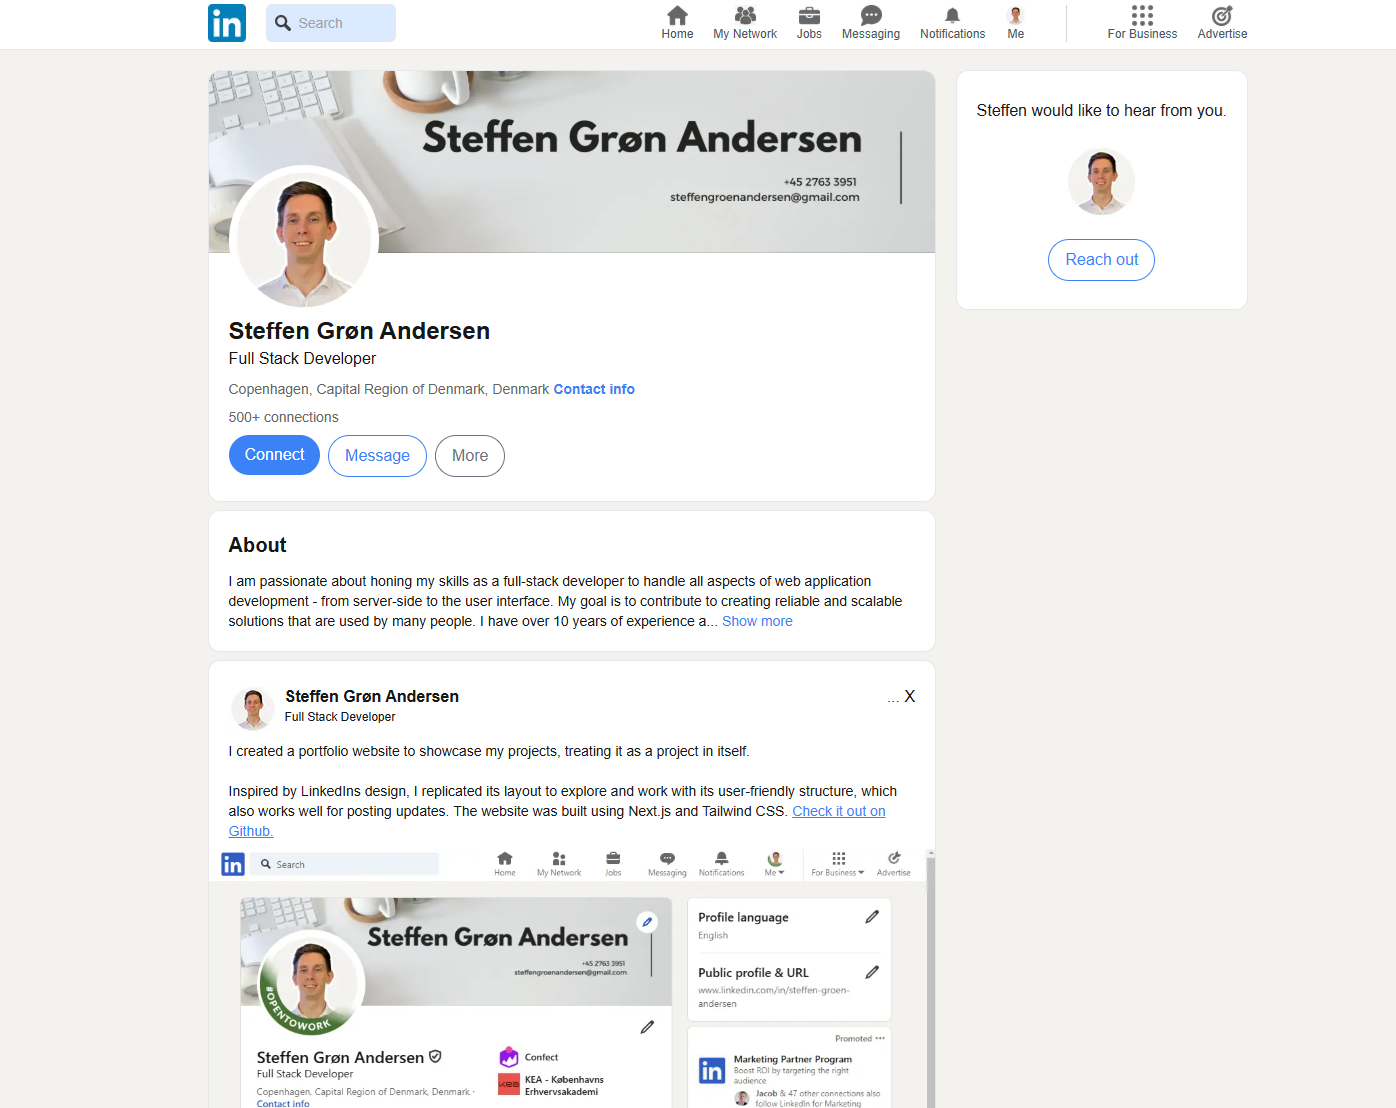 in
Search
Home
My Network
Jobs
Messaging
Notifications
Me
For Business
Advertise
Steffen Grøn Andersen
+45 2763 3951
steffengroenandersen@gmail.com
Steffen would like to hear from you.
Reach out
Steffen Grøn Andersen
Full Stack Developer
Copenhagen, Capital Region of Denmark, Denmark Contact info
500+ connections
Connect
Message
More
About
I am passionate about honing my skills as a full-stack developer to handle all aspects of web application
development - from server-side to the user interface. My goal is to contribute to creating reliable and scalable
solutions that are used by many people. I have over 10 years of experience a... Show more
Steffen Grøn Andersen
... X
Full Stack Developer
I created a portfolio website to showcase my projects, treating it as a project in itself.
Inspired by LinkedIns design, I replicated its layout to explore and work with its user-friendly structure, which
also works well for posting updates. The website was built using Next.js and Tailwind CSS. Check it out on
Github.
in
Search
Home
My Network
Jobs
Messaging
Notifications
Me
For Business
Advertise
Steffen Grøn Andersen
+45 2763 3951
steffengroenandersen@gmail.com
#OPENTOWORK
Steffen Grøn Andersen
Full Stack Developer
Copenhagen, Capital Region of Denmark, Denmark ·
Contact info
Confect
KEA
KEA - Københavns
Erhvervsakademi
Profile language
English
Public profile & URL
www.linkedin.com/in/steffen-groen-
andersen
Promoted ···
in
Marketing Partner Program
Boost ROI by targeting the right
audience
Jacob & 47 other connections also
follow LinkedIn for Marketing